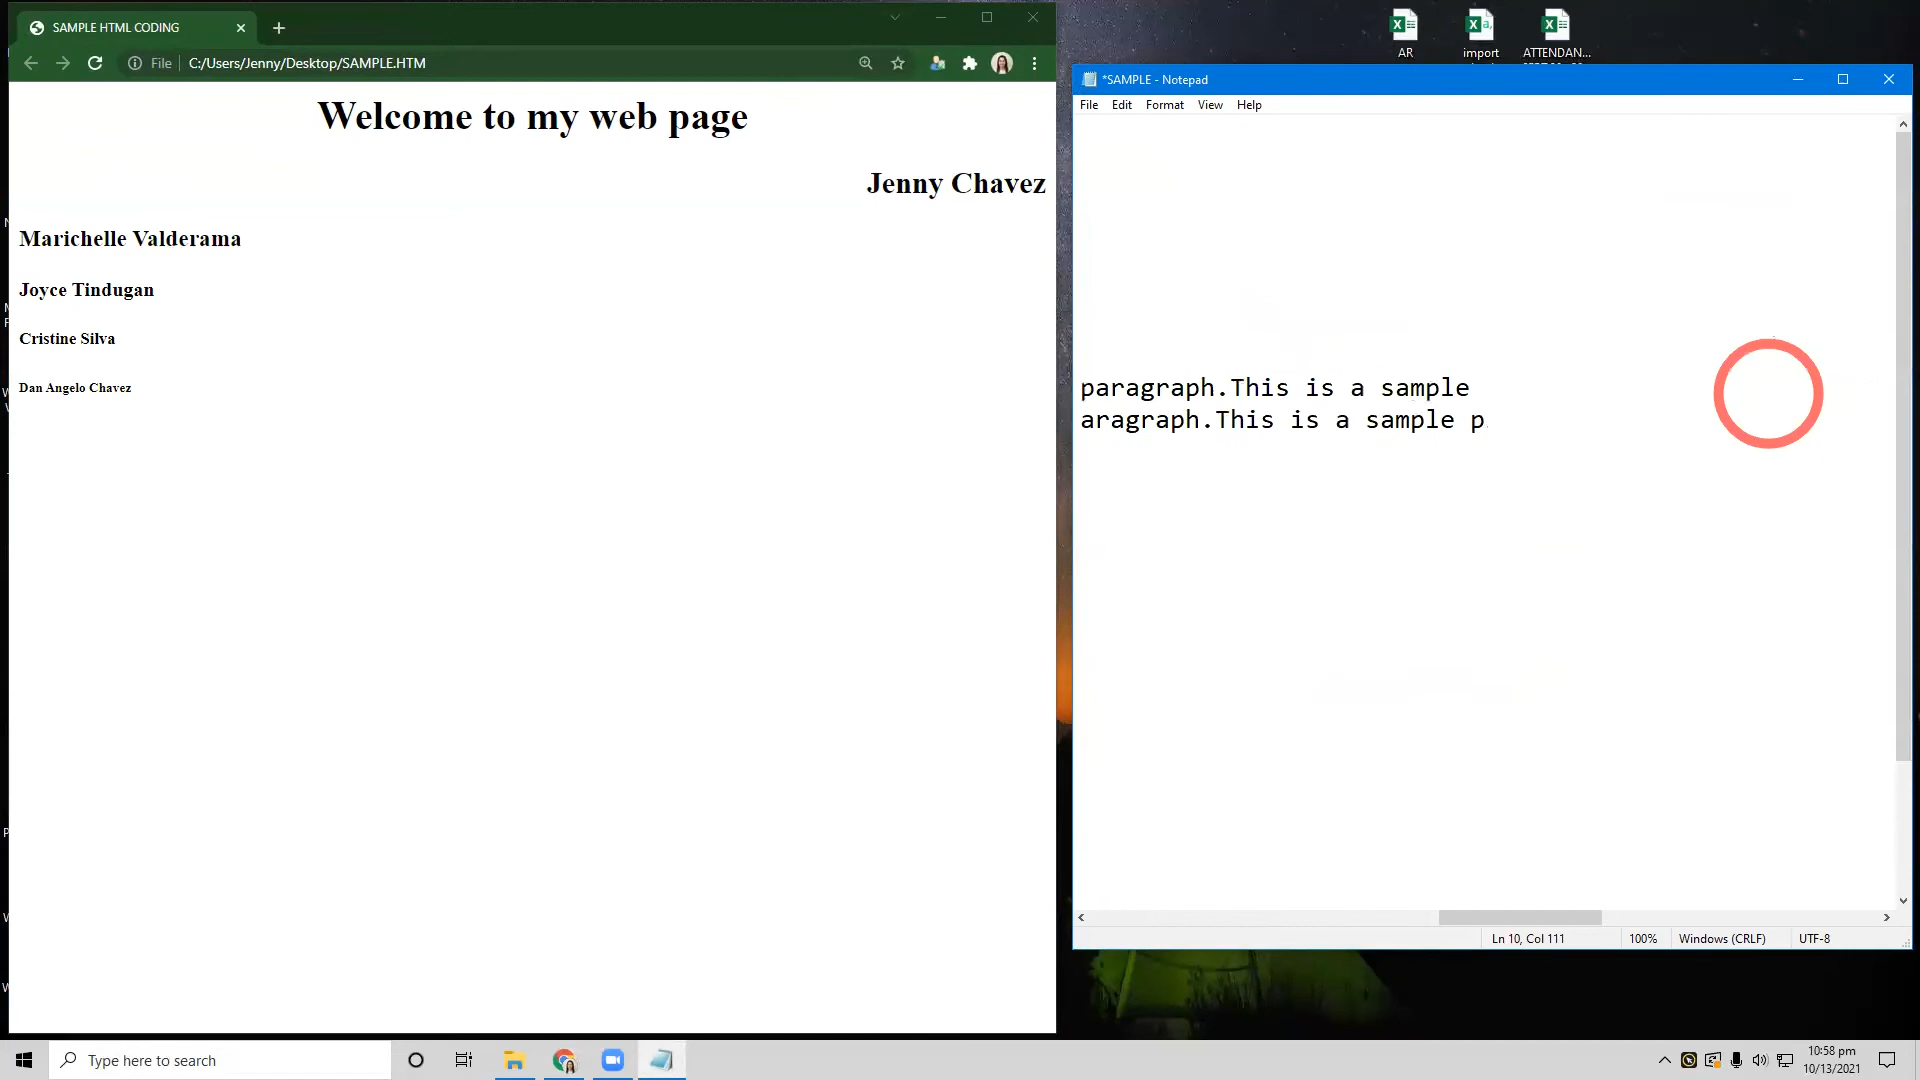 SAMPLE HTML CODING
File
C:/Users/Jenny/Desktop/SAMPLE.HTM
Welcome to my web page
Jenny Chavez
Marichelle Valderama
Joyce Tindugan
Cristine Silva
Dan Angelo Chavez
AR
import
ATTENDAN...
*SAMPLE - Notepad
File Edit Format View Help
paragraph.This is a sample
aragraph.This is a sample p
Ln 10, Col 111
100%
Windows (CRLF)
UTF-8
Type here to search
10:58 pm
10/13/2021